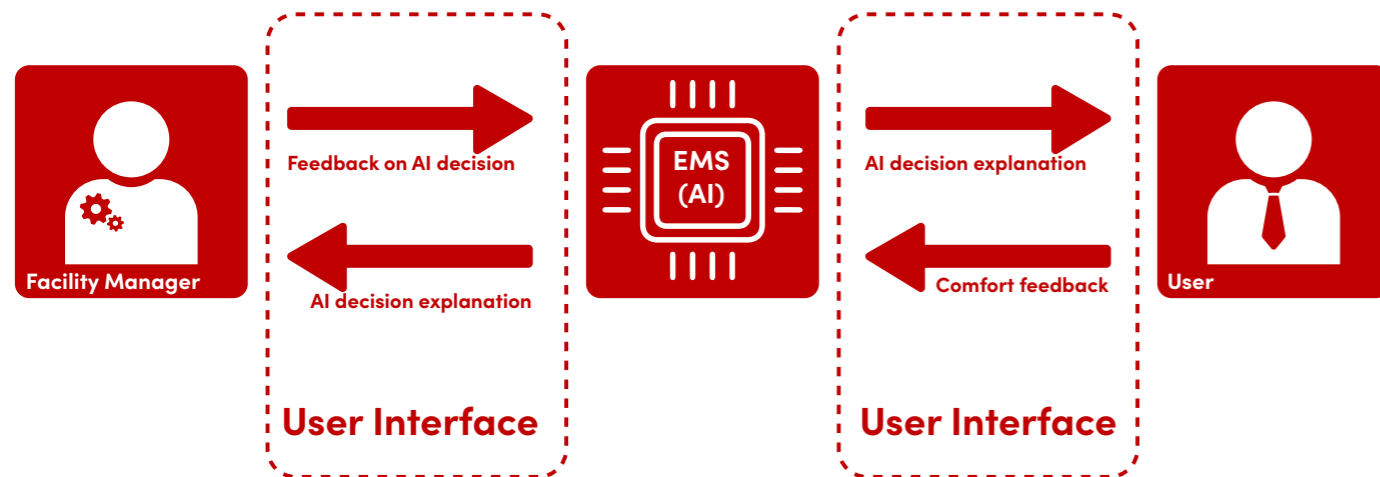 Facility Manager
Feedback on AI decision
AI decision explanation
User Interface
EMS
(AI)
AI decision explanation
Comfort feedback
User Interface
User